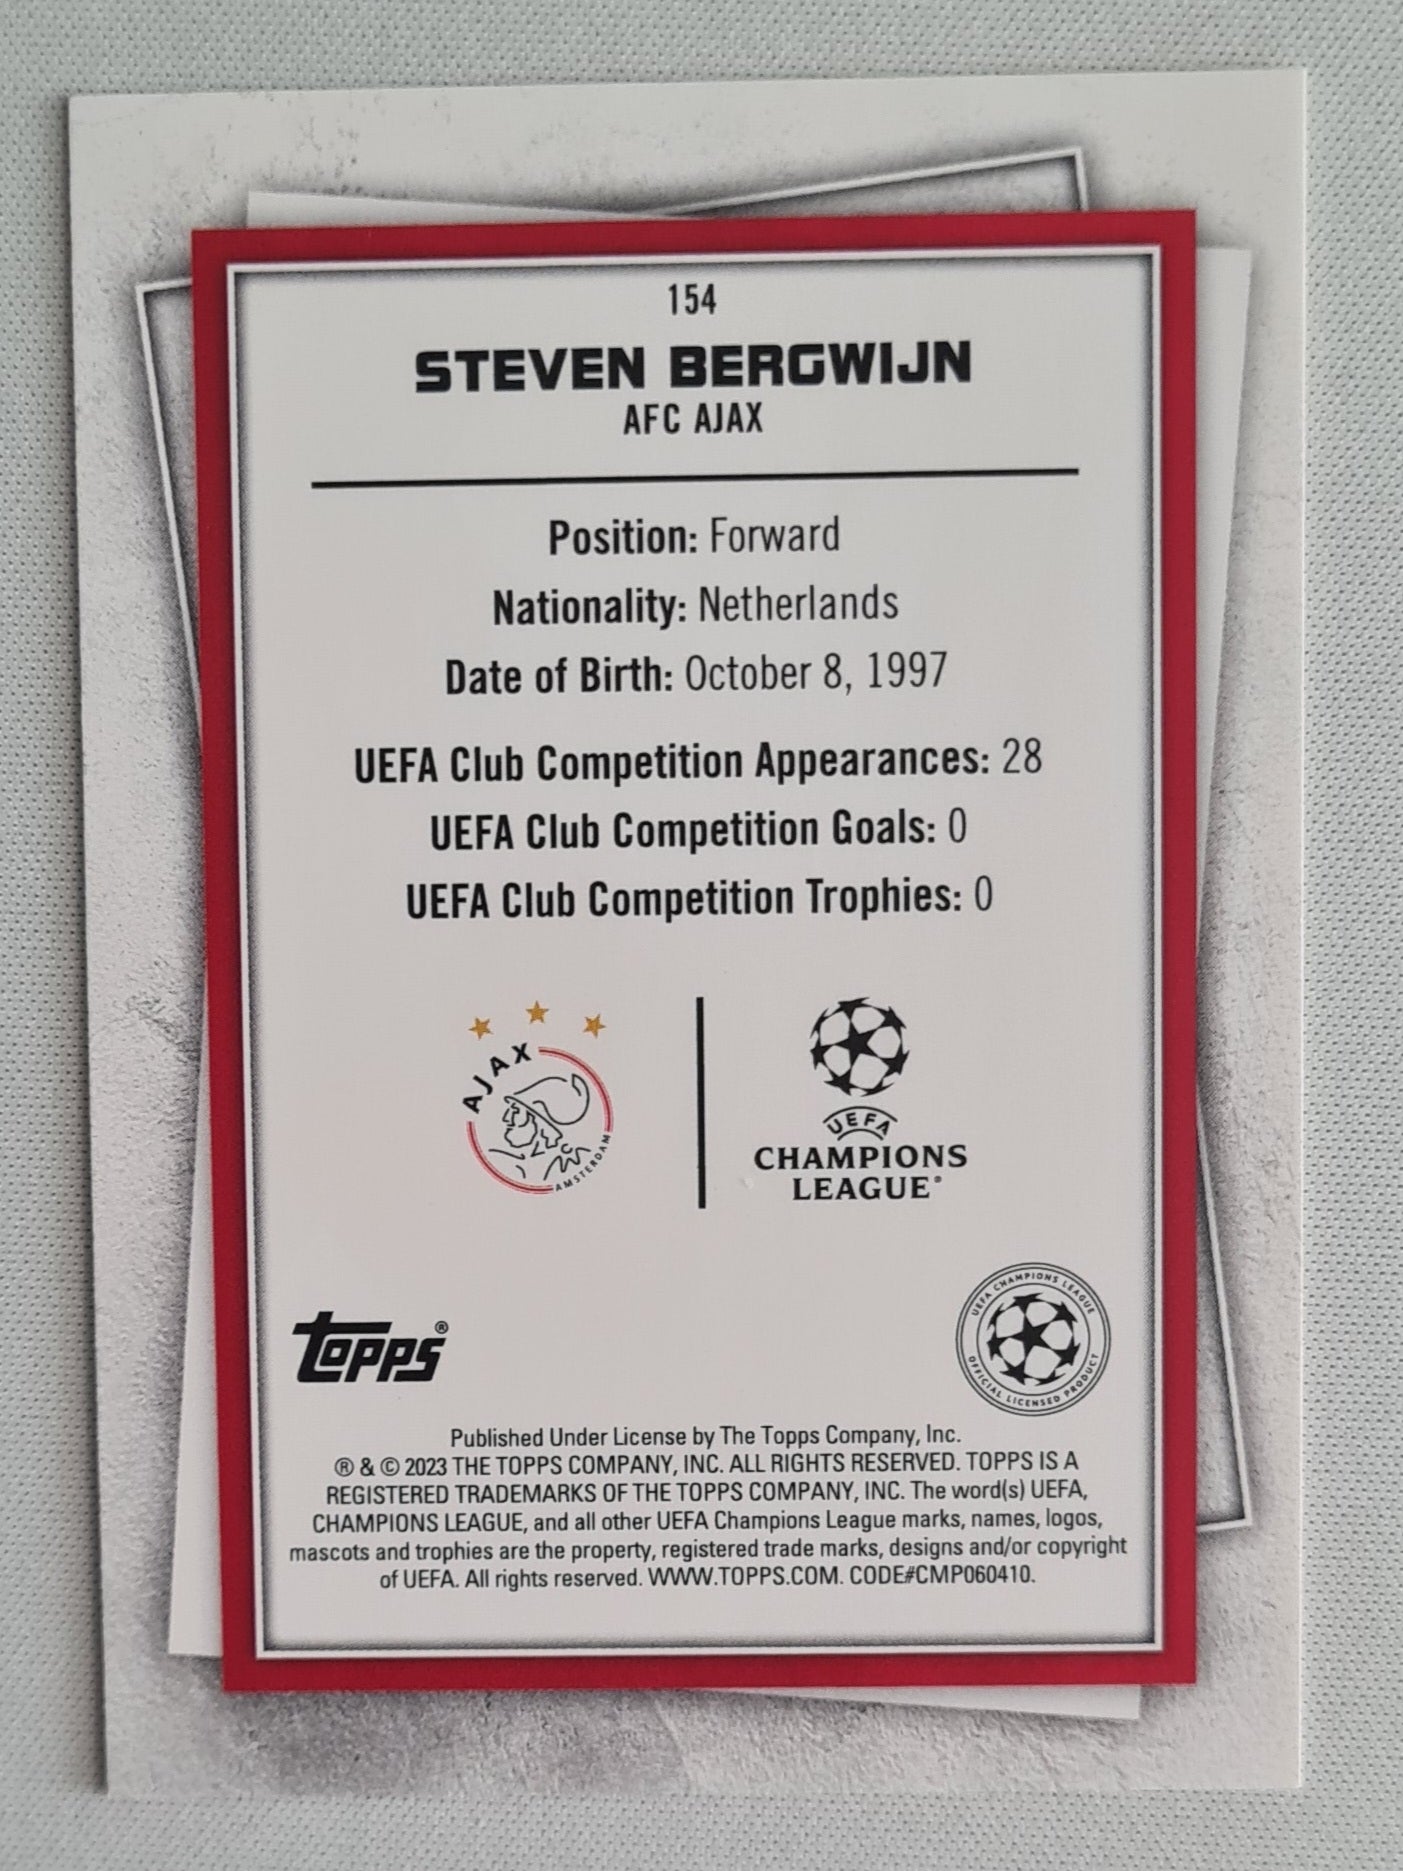 154
STEVEN BERGWIJN
AFC AJAX
Position: Forward
Nationality: Netherlands
Date of Birth: October 8, 1997
UEFA Club Competition Appearances: 28
UEFA Club Competition Goals: 0
UEFA Club Competition Trophies: 0
AJAX
AMSTERDAM
UEFA
CHAMPIONS
LEAGUE®
TOPPS®
UEFA CHAMPIONS LEAGUE
OFFICIAL LICENSED PRODUCT
Published Under License by The Topps Company, Inc.
® & © 2023 THE TOPPS COMPANY, INC. ALL RIGHTS RESERVED. TOPPS IS A
REGISTERED TRADEMARKS OF THE TOPPS COMPANY, INC. The word(s) UEFA,
CHAMPIONS LEAGUE, and all other UEFA Champions League marks, names, logos,
mascots and trophies are the property, registered trade marks, designs and/or copyright
of UEFA. All rights reserved. WWW.TOPPS.COM. CODE#CMP060410.